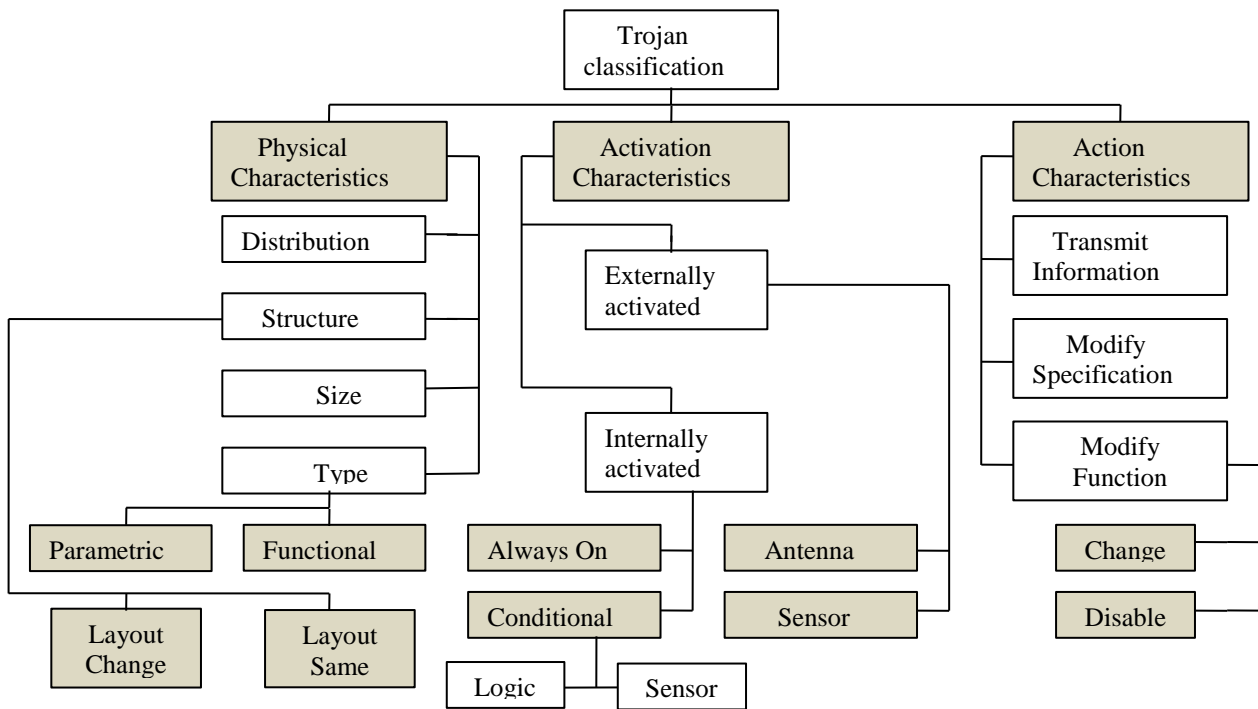 Trojan
classification
Physical
Characteristics
Activation
Characteristics
Action
Characteristics
Distribution
Structure
Size
Type
Parametric
Functional
Layout
Change
Layout
Same
Externally
activated
Internally
activated
Always On
Conditional
Logic
Sensor
Antenna
Sensor
Transmit
Information
Modify
Specification
Modify
Function
Change
Disable